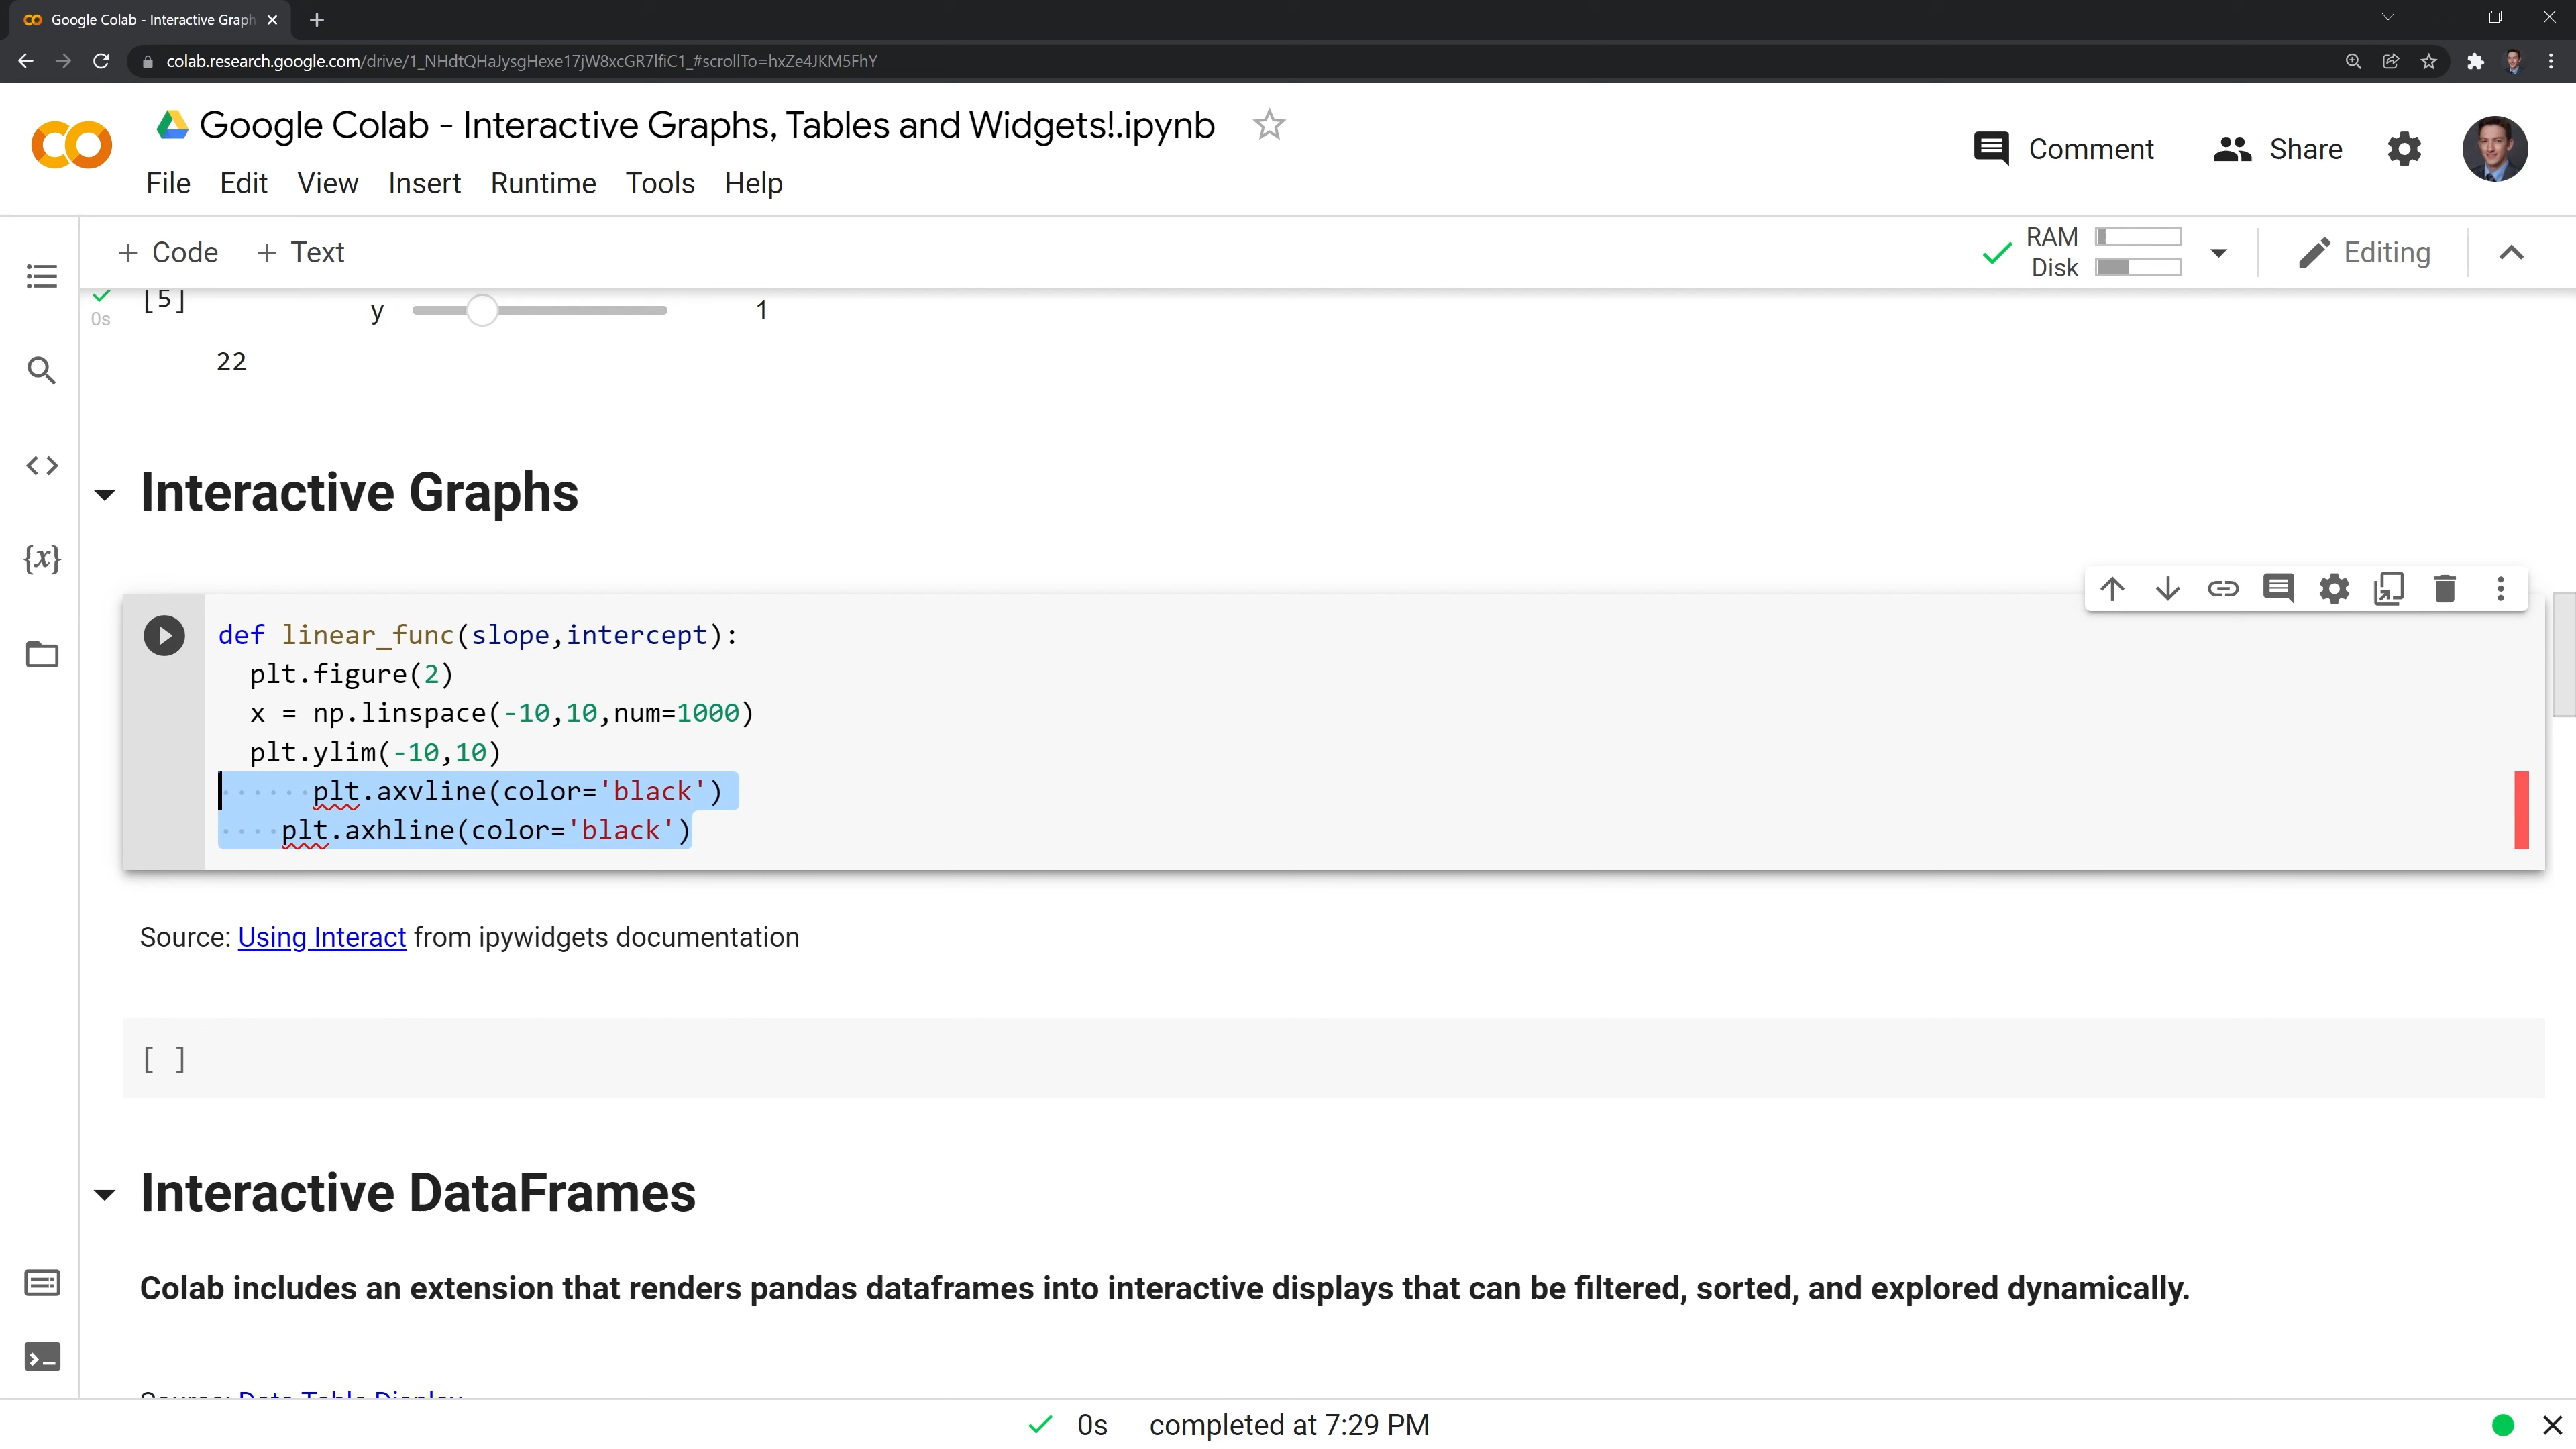 Google Colab - Interactive Graph
colab.research.google.com/drive/1_NHdtQHaJysgHexe17jW8xcGR7lfiC1_#scrollTo=hxZe4JKM5FhY
Google Colab - Interactive Graphs, Tables and Widgets!.ipynb
Comment
Share
File Edit View Insert Runtime Tools Help
+ Code + Text
RAM
Disk
Editing
[5]
0s
y 1
22
Interactive Graphs
def linear_func(slope,intercept):
plt.figure(2)
x = np.linspace(-10,10,num=1000)
plt.ylim(-10,10)
plt.axvline(color='black')
plt.axhline(color='black')
Source: Using Interact from ipywidgets documentation
[ ]
Interactive DataFrames
Colab includes an extension that renders pandas dataframes into interactive displays that can be filtered, sorted, and explored dynamically.
Source: Data Table Display
0s completed at 7:29 PM
{x}